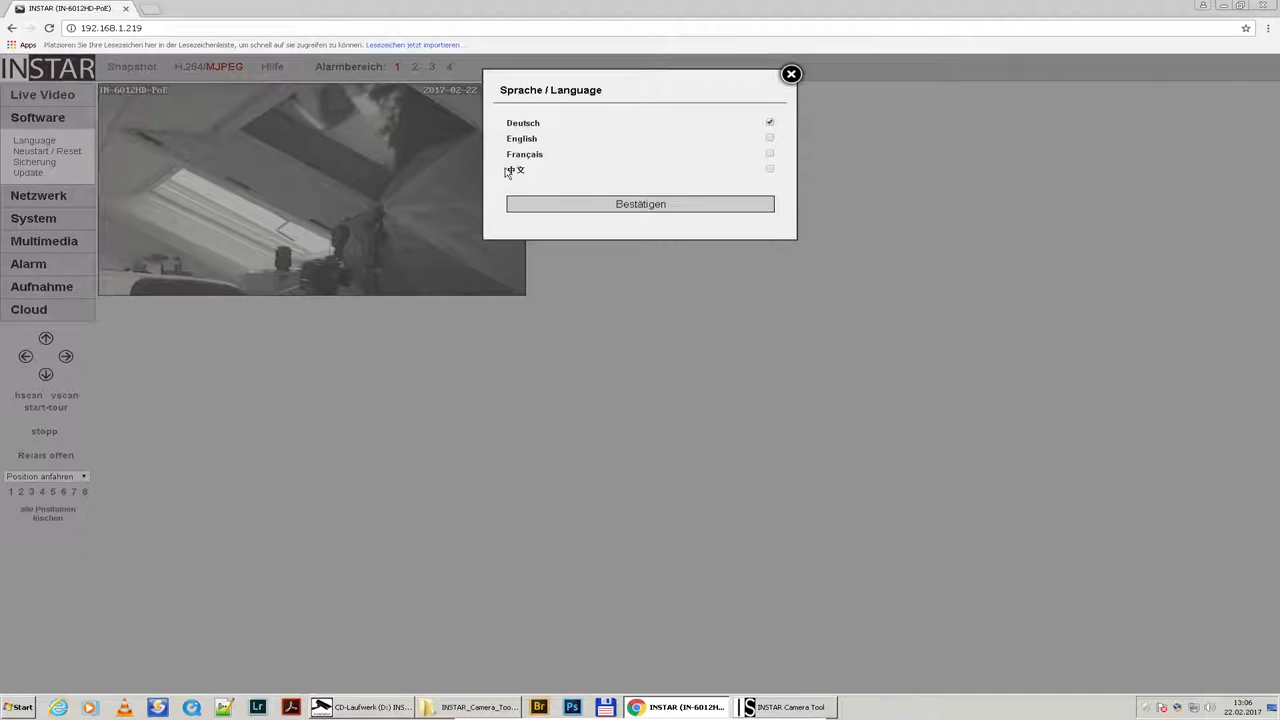 INSTAR (IN-6012HD-PoE)
192.168.1.219
Apps Platzieren Sie Ihre Lesezeichen hier in der Lesezeichenleiste, um schnell auf sie zugreifen zu können. Lesezeichen jetzt importieren...
INSTAR Snapshot H.264/MJPEG Hilfe Alarmbereich: 1 2 3 4
Live Video
Software
Language
Neustart / Reset
Sicherung
Update
Netzwerk
System
Multimedia
Alarm
Aufnahme
Cloud
hscan vscan
start-tour
stopp
Relais offen
Position anfahren
1 2 3 4 5 6 7 8
alle Positionen
löschen
IN-6012HD-PoE 2017-02-22
Sprache / Language
Deutsch
English
Français
中文
Bestätigen
Start Lr CD-Laufwerk (D:) INS... INSTAR_Camera_Too... Br Ps INSTAR (IN-6012H... INSTAR Camera Tool
13:06
22.02.2017